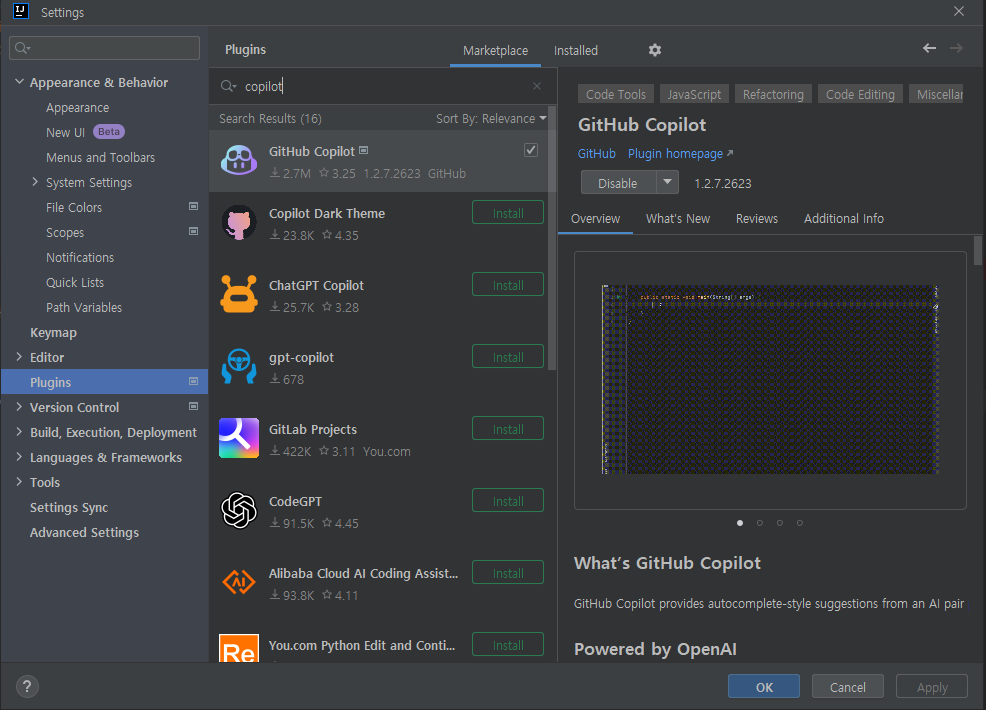 IJ
Settings
Appearance & Behavior
Appearance
New UI Beta
Menus and Toolbars
System Settings
File Colors
Scopes
Notifications
Quick Lists
Path Variables
Keymap
Editor
Plugins
Version Control
Build, Execution, Deployment
Languages & Frameworks
Tools
Settings Sync
Advanced Settings
Plugins
Marketplace
Installed
copilot
Search Results (16)
Sort By: Relevance
GitHub Copilot
2.7M 3.25 1.2.7.2623 GitHub
Copilot Dark Theme
Install
23.8K 4.35
ChatGPT Copilot
Install
25.7K 3.28
gpt-copilot
Install
678
GitLab Projects
Install
422K 3.11 You.com
CodeGPT
Install
91.5K 4.45
AI
Alibaba Cloud AI Coding Assist...
Install
93.8K 4.11
Re
You.com Python Edit and Conti...
Install
Code Tools
JavaScript
Refactoring
Code Editing
Miscellar
GitHub Copilot
GitHub Plugin homepage
Disable
1.2.7.2623
Overview
What's New
Reviews
Additional Info
public static void main(String[] args)
What's GitHub Copilot
GitHub Copilot provides autocomplete-style suggestions from an AI pair
Powered by OpenAI
?
OK
Cancel
Apply